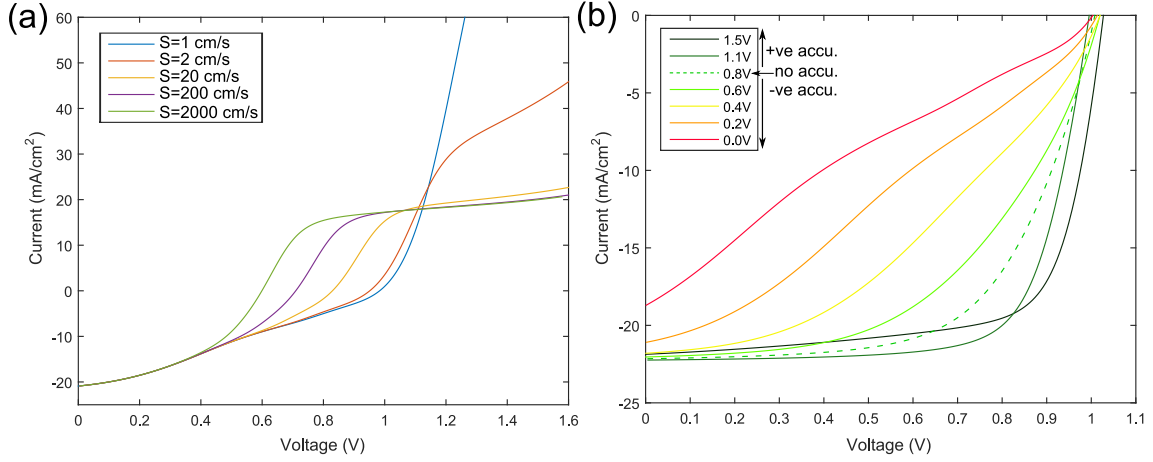 (a)
60
50
40
30
20
10
0
-10
-20
Current (mA/cm²)
S=1 cm/s
S=2 cm/s
S=20 cm/s
S=200 cm/s
S=2000 cm/s
0 0.2 0.4 0.6 0.8 1 1.2 1.4 1.6
Voltage (V)
(b)
0
-5
-10
-15
-20
-25
Current (mA/cm²)
1.5V
1.1V
0.8V
0.6V
0.4V
0.2V
0.0V
+ve accu.
no accu.
-ve accu.
0 0.1 0.2 0.3 0.4 0.5 0.6 0.7 0.8 0.9 1 1.1
Voltage (V)